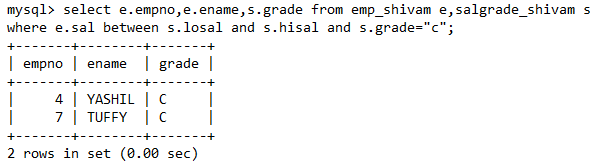 mysql> select e.empno,e.ename,s.grade from emp_shivam e,salgrade_shivam s
where e.sal between s.losal and s.hisal and s.grade="c";
+-------+--------+-------+
| empno | ename  | grade |
+-------+--------+-------+
|     4 | YASHIL | C     |
|     7 | TUFFY  | C     |
+-------+--------+-------+
2 rows in set (0.00 sec)